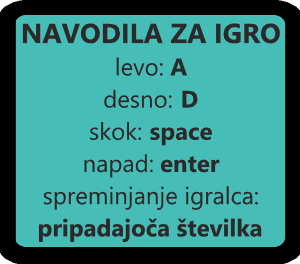 NAVODILA ZA IGRO
levo: A
desno: D
skok: space
napad: enter
spreminjanje igralca:
pripadajoča številka